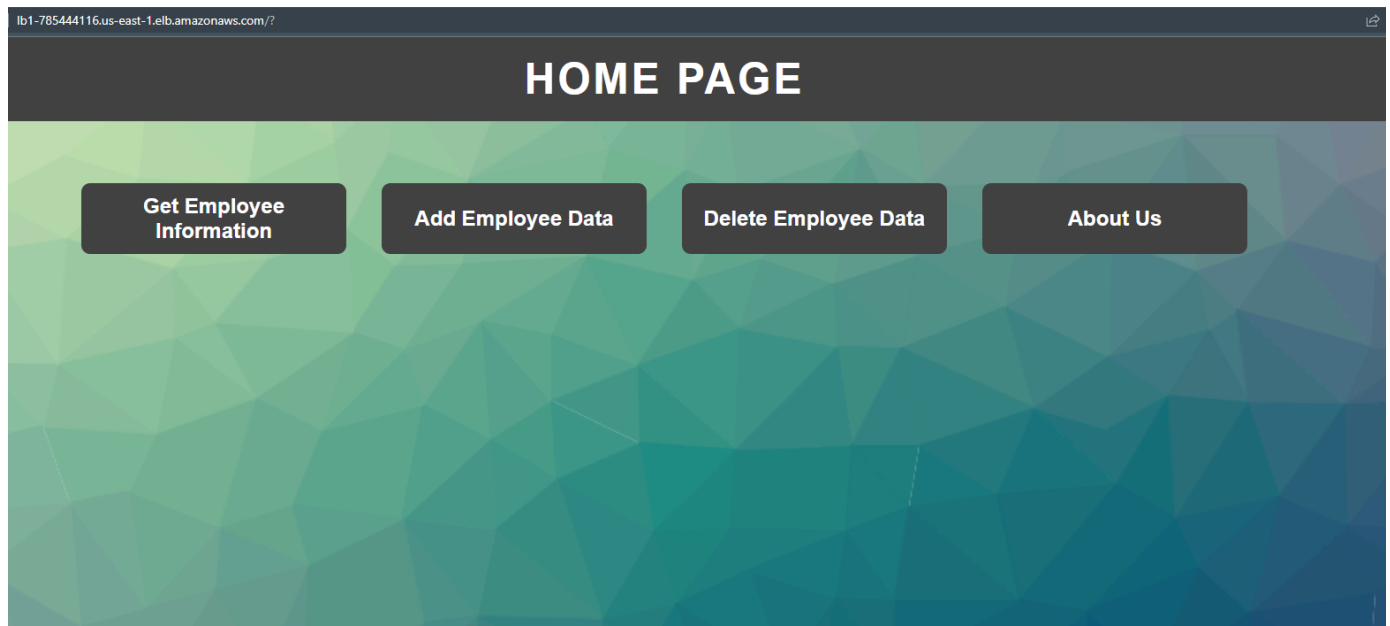 lb1-785444116.us-east-1.elb.amazonaws.com/?
HOME PAGE
Get Employee
Information
Add Employee Data
Delete Employee Data
About Us